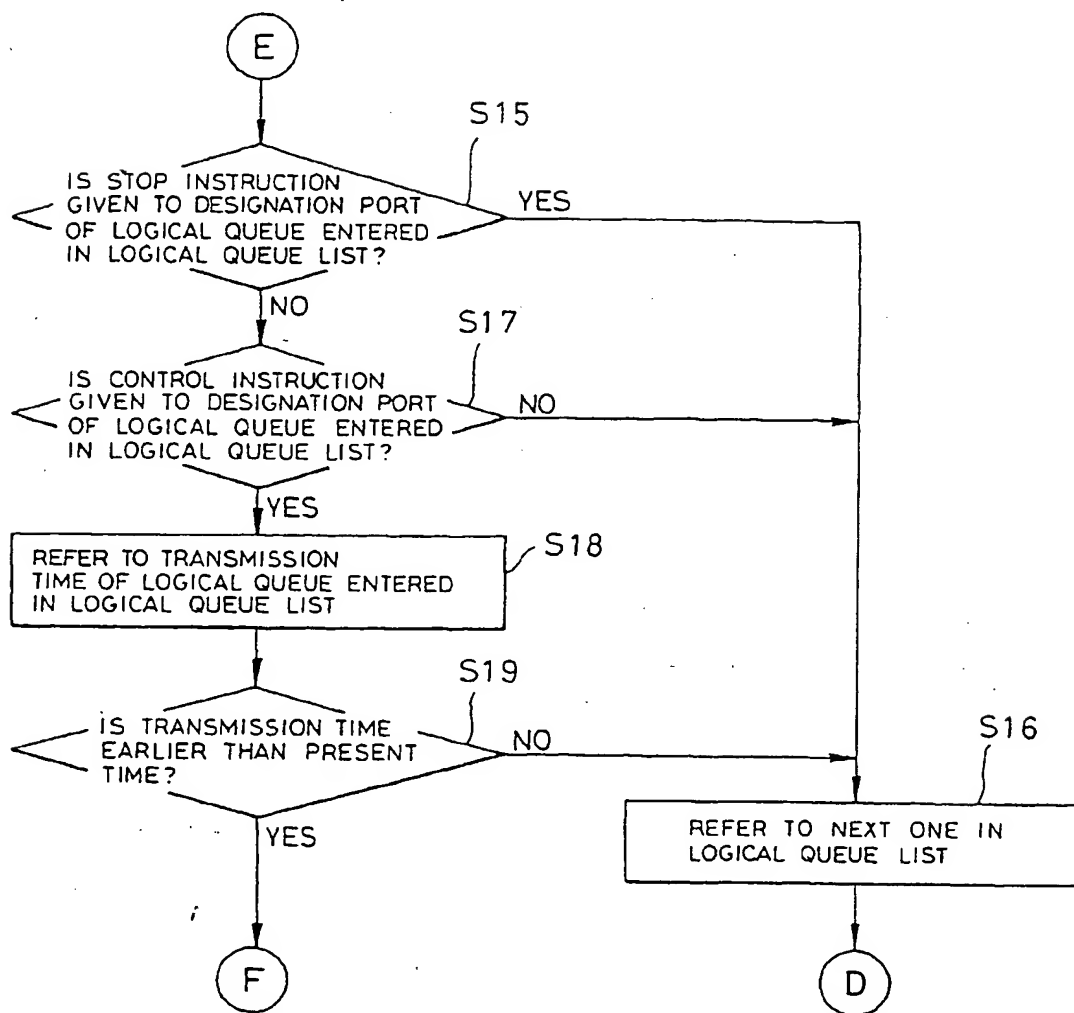 E
S15
IS STOP INSTRUCTION
GIVEN TO DESIGNATION PORT
OF LOGICAL QUEUE ENTERED
IN LOGICAL QUEUE LIST?
YES
NO
S17
IS CONTROL INSTRUCTION
GIVEN TO DESIGNATION PORT
OF LOGICAL QUEUE ENTERED
IN LOGICAL QUEUE LIST?
NO
YES
S18
REFER TO TRANSMISSION
TIME OF LOGICAL QUEUE ENTERED
IN LOGICAL QUEUE LIST
S19
IS TRANSMISSION TIME
EARLIER THAN PRESENT
TIME?
NO
YES
S16
REFER TO NEXT ONE IN
LOGICAL QUEUE LIST
F
D